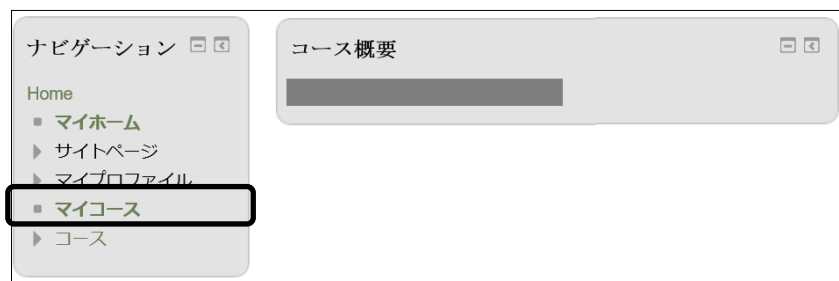 ナビゲーション
Home
マイホーム
サイトページ
マイプロファイル
マイコース
コース
コース概要